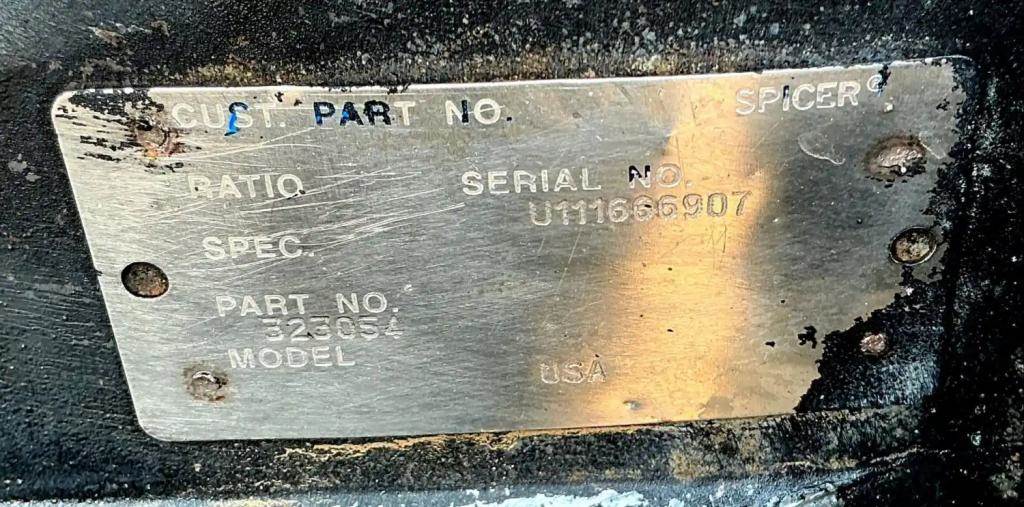 CUST. PART NO. SPICER®
RATIO SERIAL NO.
U111666907
SPEC.
PART NO.
323054
MODEL
USA